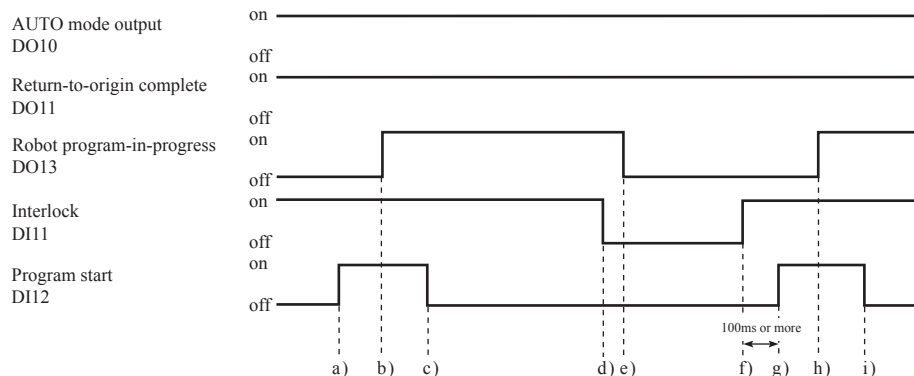 AUTO mode output
DO10
on
off
Return-to-origin complete
DO11
on
off
Robot program-in-progress
DO13
on
off
Interlock
DI11
on
off
Program start
DI12
on
off
100ms or more
a) b) c) d) e) f) g) h) i)